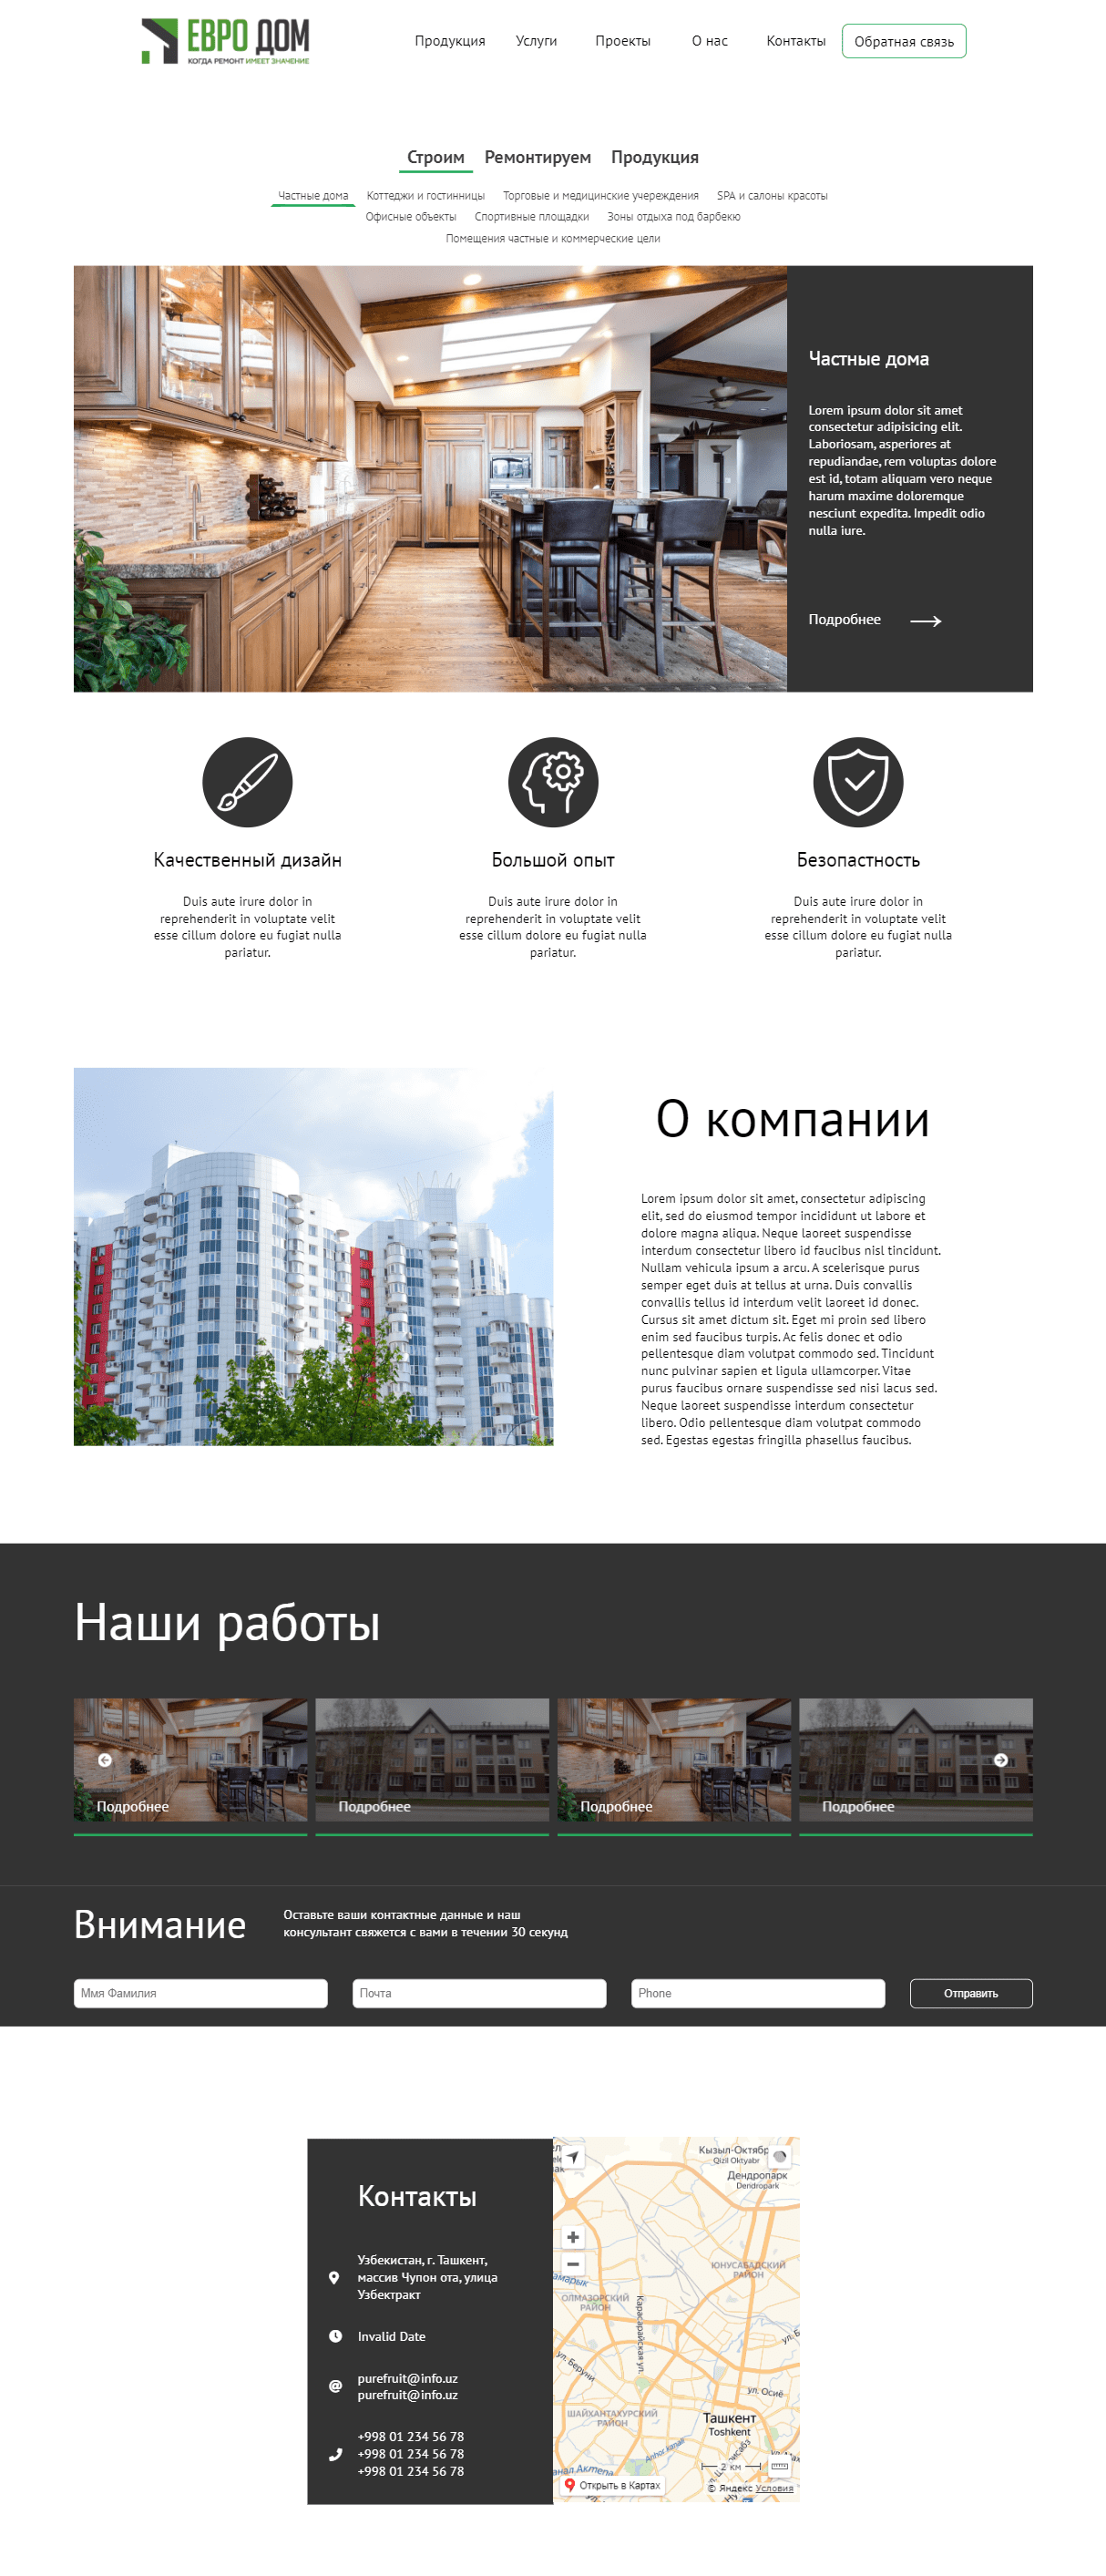 ЕВРО ДОМ
КОГДА РЕМОНТ ИМЕЕТ ЗНАЧЕНИЕ
Продукция Услуги Проекты О нас Контакты Обратная связь
Строим Ремонтируем Продукция
Частные дома Коттеджи и гостинницы Торговые и медицинские учереждения SPA и салоны красоты
Офисные объекты Спортивные площадки Зоны отдыха под барбекю
Помещения частные и коммерческие цели
Частные дома
Lorem ipsum dolor sit amet
consectetur adipisicing elit.
Laboriosam, asperiores at
repudiandae, rem voluptas dolore
est id, totam aliquam vero neque
harum maxime doloremque
nesciunt expedita. Impedit odio
nulla iure.
Подробнее
Качественный дизайн
Duis aute irure dolor in
reprehenderit in voluptate velit
esse cillum dolore eu fugiat nulla
pariatur.
Большой опыт
Duis aute irure dolor in
reprehenderit in voluptate velit
esse cillum dolore eu fugiat nulla
pariatur.
Безопастность
Duis aute irure dolor in
reprehenderit in voluptate velit
esse cillum dolore eu fugiat nulla
pariatur.
О компании
Lorem ipsum dolor sit amet, consectetur adipiscing
elit, sed do eiusmod tempor incididunt ut labore et
dolore magna aliqua. Neque laoreet suspendisse
interdum consectetur libero id faucibus nisl tincidunt.
Nullam vehicula ipsum a arcu. A scelerisque purus
semper eget duis at tellus at urna. Duis convallis
convallis tellus id interdum velit laoreet id donec.
Cursus sit amet dictum sit. Eget mi proin sed libero
enim sed faucibus turpis. Ac felis donec et odio
pellentesque diam volutpat commodo sed. Tincidunt
nunc pulvinar sapien et ligula ullamcorper. Vitae
purus faucibus ornare suspendisse sed nisi lacus sed.
Neque laoreet suspendisse interdum consectetur
libero. Odio pellentesque diam volutpat commodo
sed. Egestas egestas fringilla phasellus faucibus.
Наши работы
Подробнее Подробнее Подробнее Подробнее
Внимание
Оставьте ваши контактные данные и наш
консультант свяжется с вами в течении 30 секунд
Ммя Фамилия Почта Phone Отправить
Контакты
Узбекистан, г. Ташкент,
массив Чупон ота, улица
Узбектракт
Invalid Date
purefruit@info.uz
purefruit@info.uz
+998 01 234 56 78
+998 01 234 56 78
+998 01 234 56 78
Кызыл-Октябр
Qizil Oktyabr
Дендропарк
Dendropark
ЮНУСАБАДСКИЙ
РАЙОН
амарык
ОЛМАЗОРСКИЙ
РАЙОН
Карасарайская ул.
ул. Б
ул. Беруни
ул. Осиё
ШАЙХАНТАХУРСКИЙ
РАЙОН
Ташкент
Toshkent
Anhor kanali
анал Актепа
2 км
Открыть в Картах
© Яндекс Условия